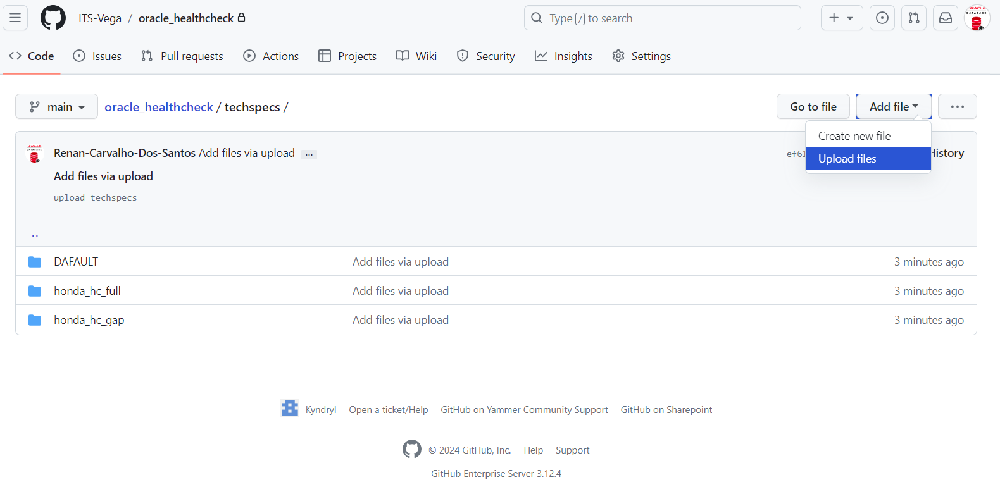 ITS-Vega / oracle_healthcheck Type / to search
Code Issues Pull requests Actions Projects Wiki Security Insights Settings
main oracle_healthcheck / techspecs / Go to file Add file ...
Create new file
Renan-Carvalho-Dos-Santos Add files via upload ... ef61 History
Upload files
Add files via upload
upload techspecs
..
DAFAULT Add files via upload 3 minutes ago
honda_hc_full Add files via upload 3 minutes ago
honda_hc_gap Add files via upload 3 minutes ago
Kyndryl Open a ticket/Help GitHub on Yammer Community Support GitHub on Sharepoint
© 2024 GitHub, Inc. Help Support
GitHub Enterprise Server 3.12.4